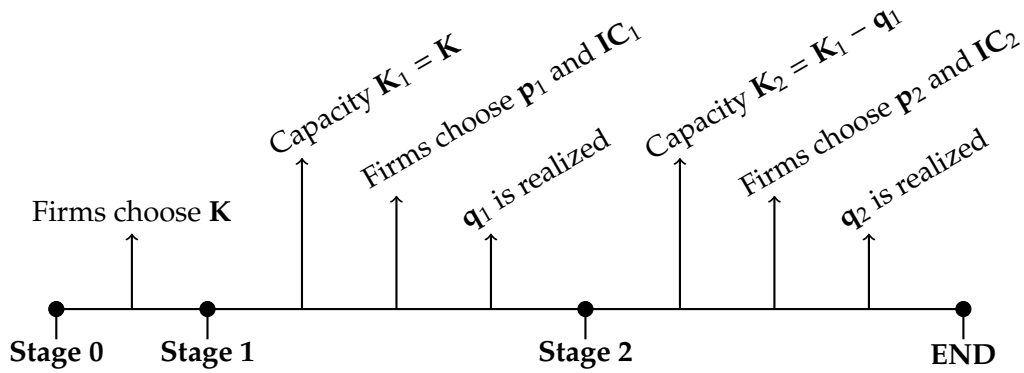 Firms choose K
Capacity K₁ = K
Firms choose p₁ and IC₁
q₁ is realized
Capacity K₂ = K₁ − q₁
Firms choose p₂ and IC₂
q₂ is realized
Stage 0
Stage 1
Stage 2
END